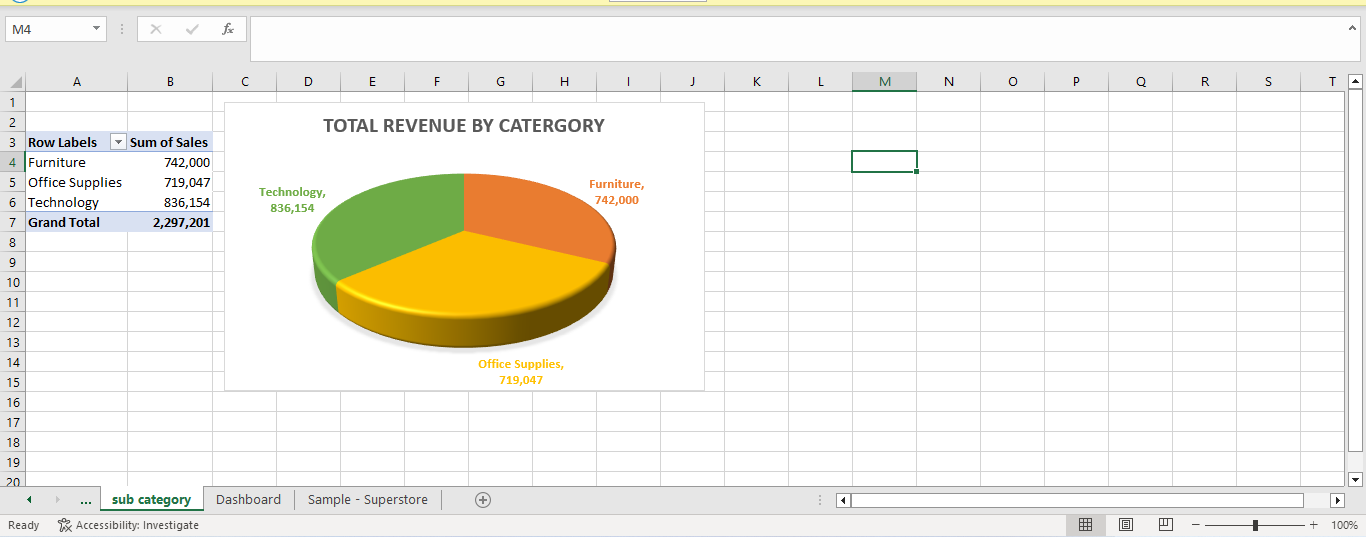 M4
fx
A B C D E F G H I J K L M N O P Q R S T
1
2
3 Row Labels Sum of Sales
4 Furniture 742,000
5 Office Supplies 719,047
6 Technology 836,154
7 Grand Total 2,297,201
8
9
10
11
12
13
14
15
16
17
18
19
20
TOTAL REVENUE BY CATERGORY
Technology,
836,154
Furniture,
742,000
Office Supplies,
719,047
... sub category Dashboard Sample - Superstore
Ready Accessibility: Investigate 100%